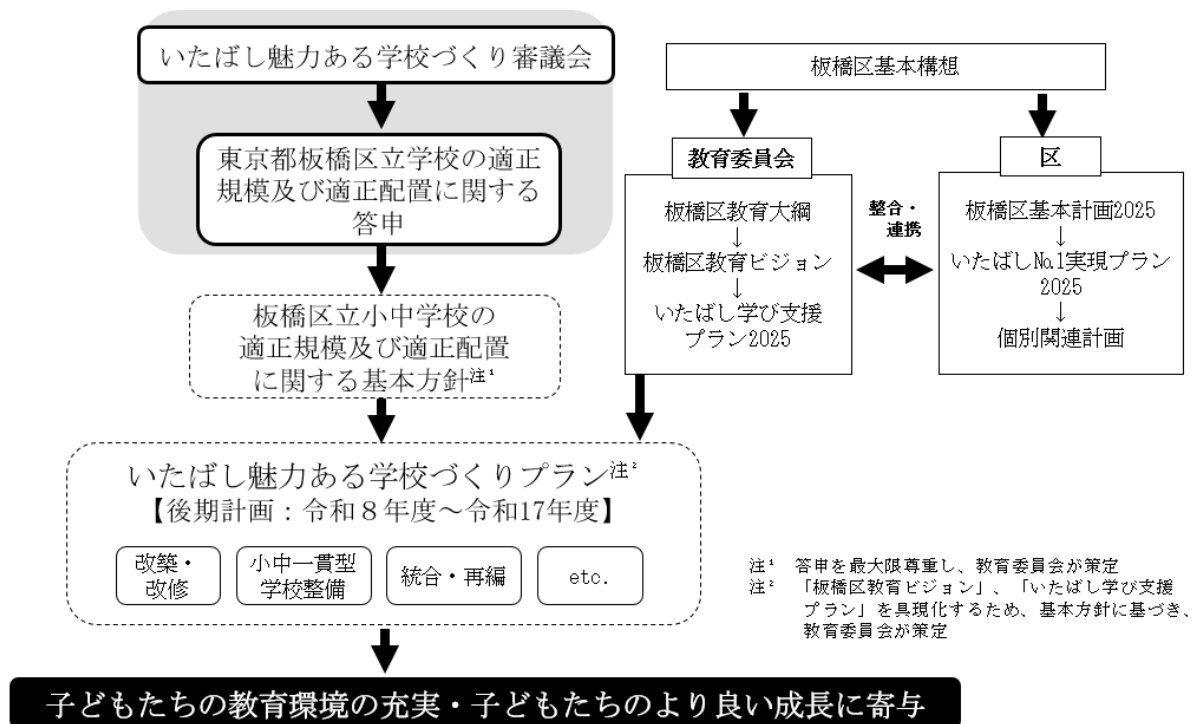 いたばし魅力ある学校づくり審議会
東京都板橋区立学校の適正
規模及び適正配置に関する
答申
板橋区立小中学校の
適正規模及び適正配置
に関する基本方針注¹
板橋区基本構想
教育委員会
板橋区教育大綱
↓
板橋区教育ビジョン
↓
いたばし学び支援
プラン2025
整合・
連携
区
板橋区基本計画2025
↓
いたばし№1実現プラン
2025
↓
個別関連計画
いたばし魅力ある学校づくりプラン注²
【後期計画：令和８年度～令和17年度】
改築・
改修
小中一貫型
学校整備
統合・再編
etc.
注¹ 答申を最大限尊重し、教育委員会が策定
注² 「板橋区教育ビジョン」、「いたばし学び支援
プラン」を具現化するため、基本方針に基づき、
教育委員会が策定
子どもたちの教育環境の充実・子どもたちのより良い成長に寄与